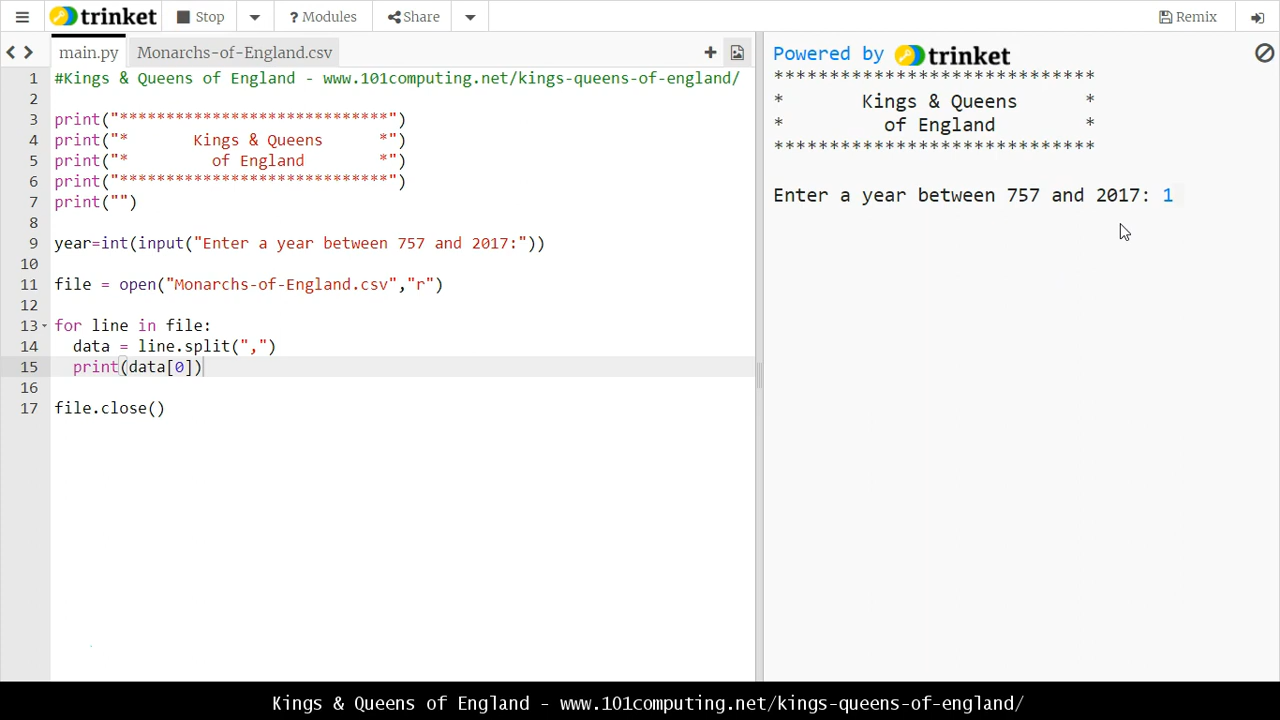 trinket Stop ? Modules Share Remix
main.py Monarchs-of-England.csv +
1 #Kings & Queens of England - www.101computing.net/kings-queens-of-england/
2
3 print("*****************************")
4 print("*       Kings & Queens      *")
5 print("*         of England        *")
6 print("*****************************")
7 print("")
8
9 year=int(input("Enter a year between 757 and 2017:"))
10
11 file = open("Monarchs-of-England.csv","r")
12
13 for line in file:
14   data = line.split(",")
15   print(data[0])
16
17 file.close()
Powered by trinket
*****************************
*       Kings & Queens      *
*         of England        *
*****************************
Enter a year between 757 and 2017: 1
Kings & Queens of England - www.101computing.net/kings-queens-of-england/